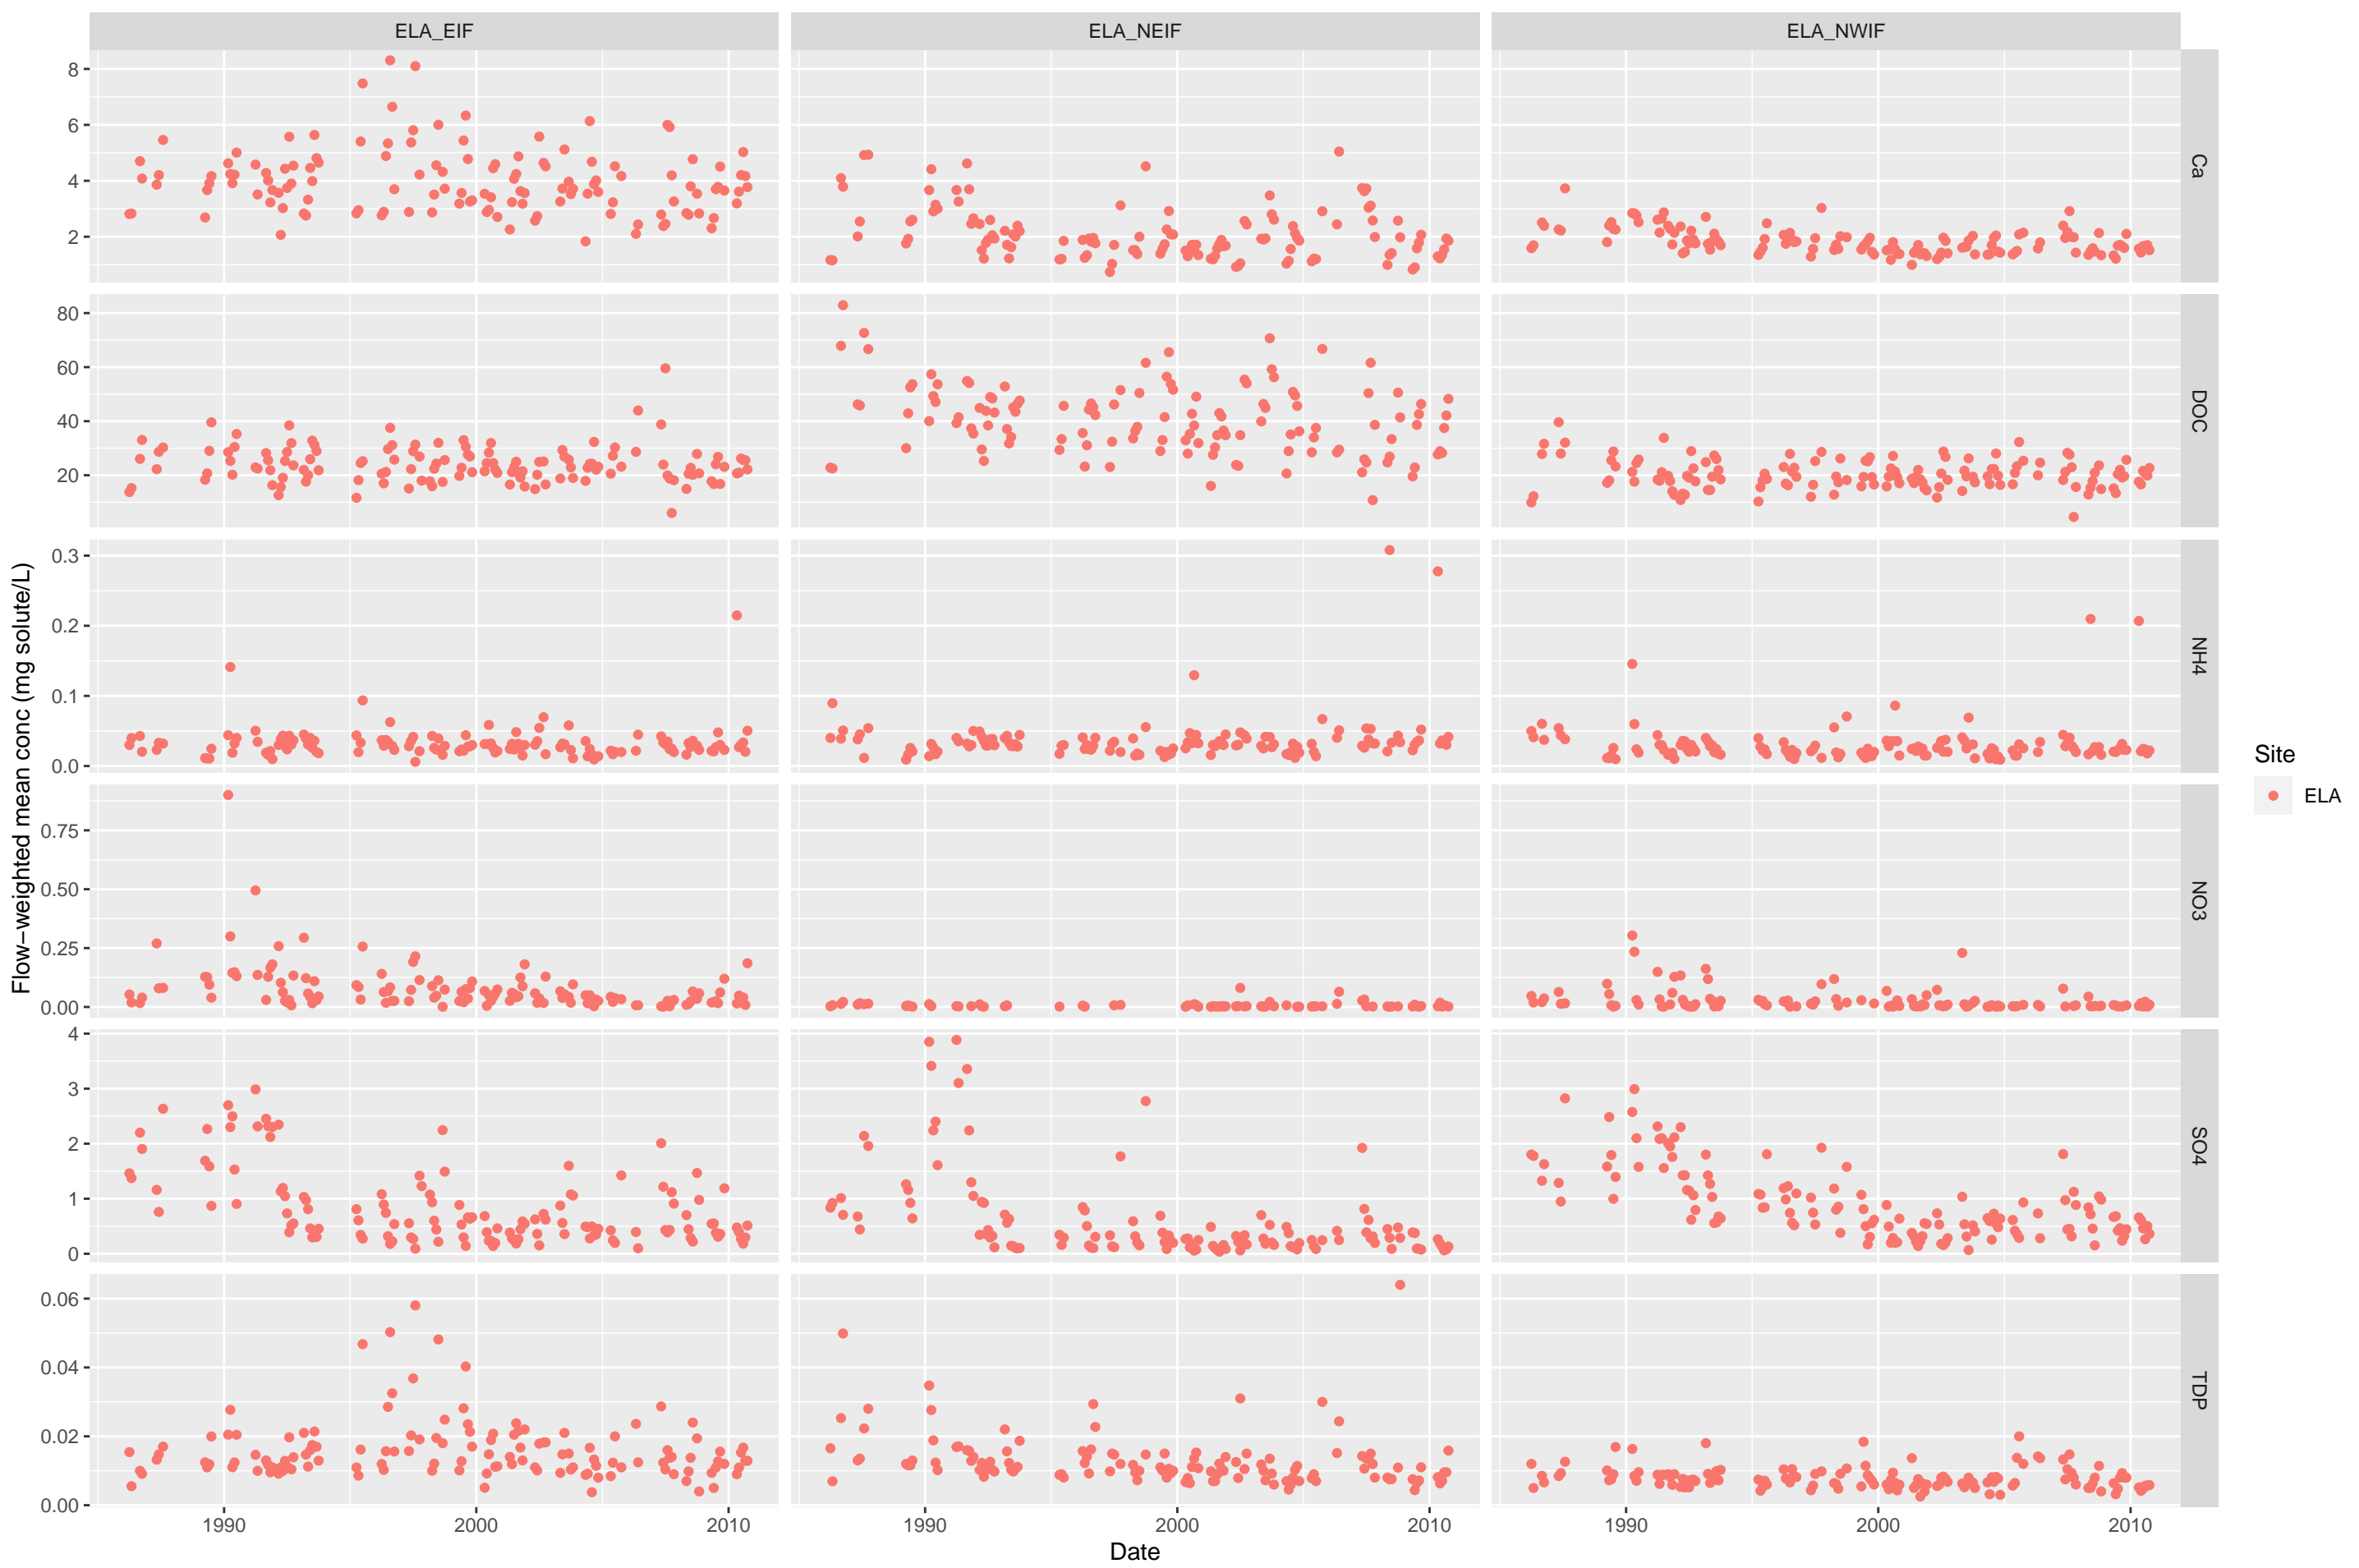 ELA_EIF ELA_NEIF ELA_NWIF
8
6
4
2
Ca
80
60
40
20
DOC
0.3
0.2
0.1
0.0
NH4
0.75
0.50
0.25
0.00
NO3
4
3
2
1
0
SO4
0.06
0.04
0.02
0.00
TDP
1990 2000 2010 1990 2000 2010 1990 2000 2010
Date
Flow−weighted mean conc (mg solute/L)
Site
ELA